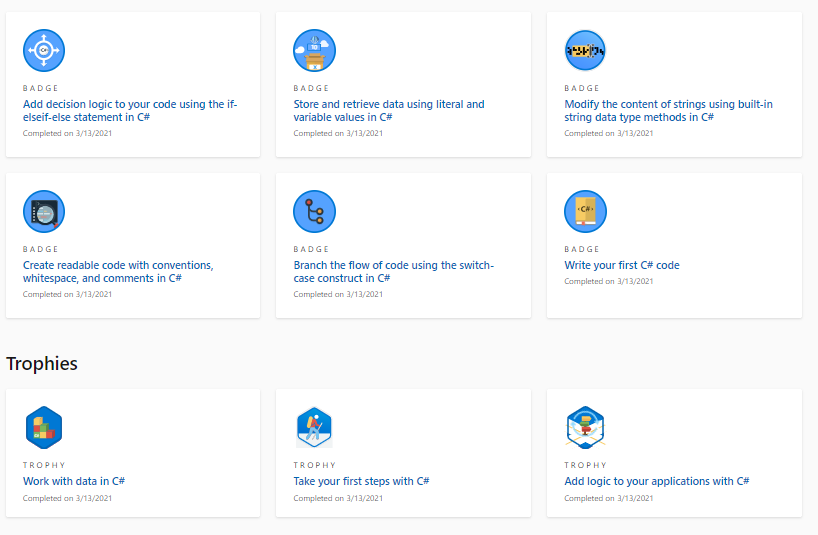 BADGE
Add decision logic to your code using the if-
elseif-else statement in C#
Completed on 3/13/2021
BADGE
Store and retrieve data using literal and
variable values in C#
Completed on 3/13/2021
BADGE
Modify the content of strings using built-in
string data type methods in C#
Completed on 3/13/2021
BADGE
Create readable code with conventions,
whitespace, and comments in C#
Completed on 3/13/2021
BADGE
Branch the flow of code using the switch-
case construct in C#
Completed on 3/13/2021
C#
BADGE
Write your first C# code
Completed on 3/13/2021
Trophies
TROPHY
Work with data in C#
Completed on 3/13/2021
TROPHY
Take your first steps with C#
Completed on 3/13/2021
TROPHY
Add logic to your applications with C#
Completed on 3/13/2021